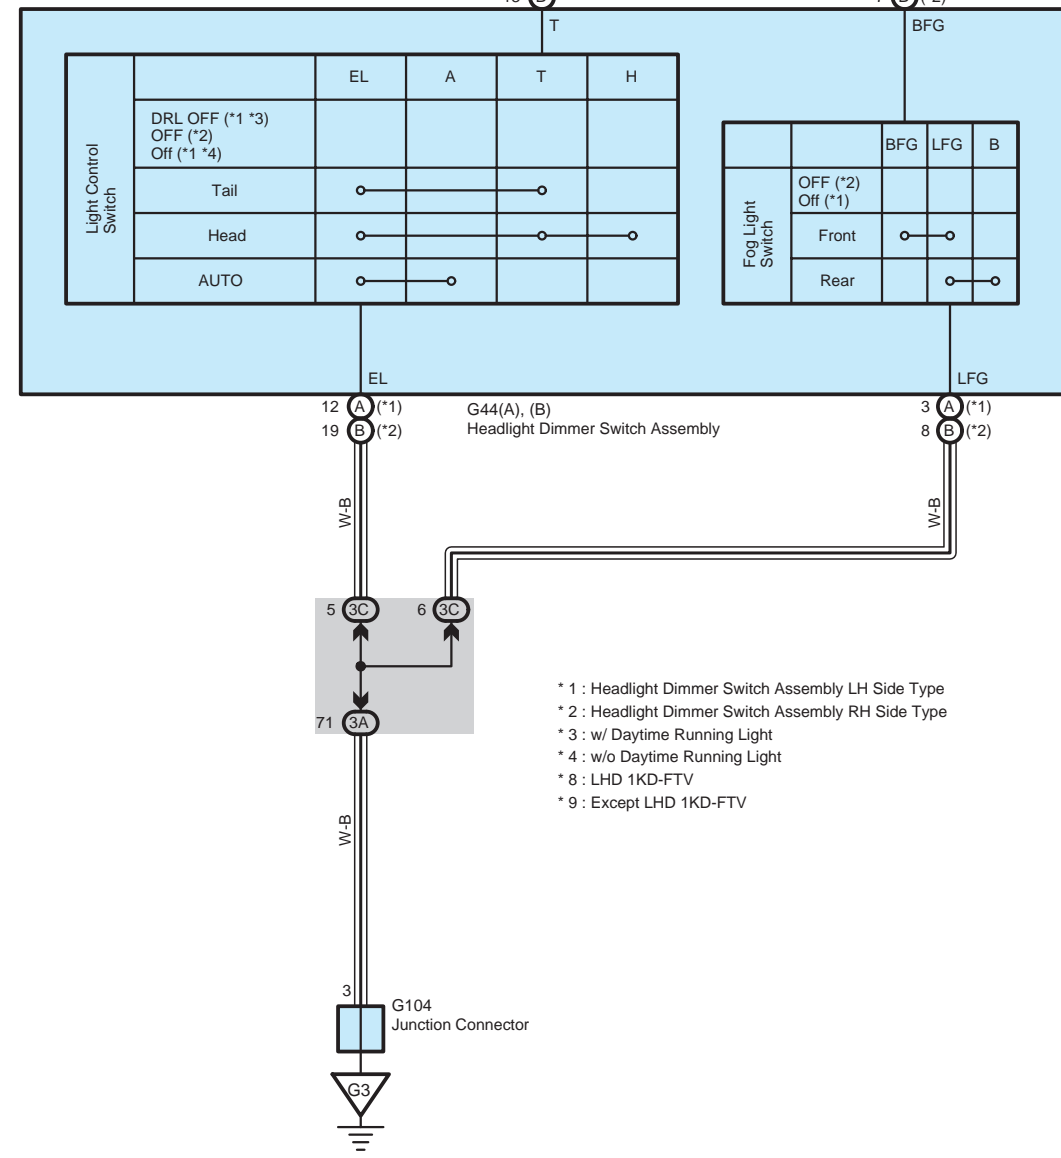 T
BFG
EL A T H
DRL OFF (*1 *3)
OFF (*2)
Off (*1 *4)
Tail
Head
AUTO
Light Control
Switch
BFG LFG B
OFF (*2)
Off (*1)
Front
Rear
Fog Light
Switch
EL
LFG
12 A (*1)
19 B (*2)
G44(A), (B)
Headlight Dimmer Switch Assembly
3 A (*1)
8 B (*2)
W-B
W-B
5 3C
6 3C
71 3A
* 1 : Headlight Dimmer Switch Assembly LH Side Type
* 2 : Headlight Dimmer Switch Assembly RH Side Type
* 3 : w/ Daytime Running Light
* 4 : w/o Daytime Running Light
* 8 : LHD 1KD-FTV
* 9 : Except LHD 1KD-FTV
W-B
3
G104
Junction Connector
G3